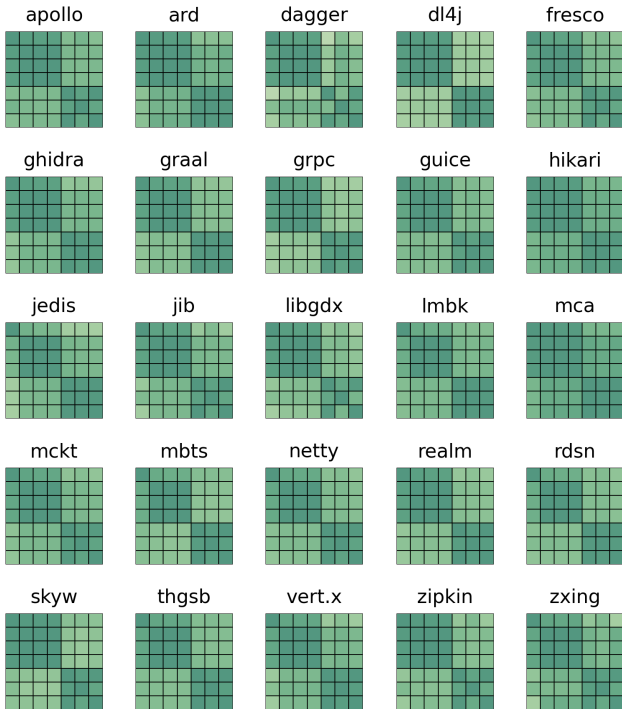 apollo ard dagger dl4j fresco
ghidra graal grpc guice hikari
jedis jib libgdx lmbk mca
mckt mbts netty realm rdsn
skyw thgsb vert.x zipkin zxing